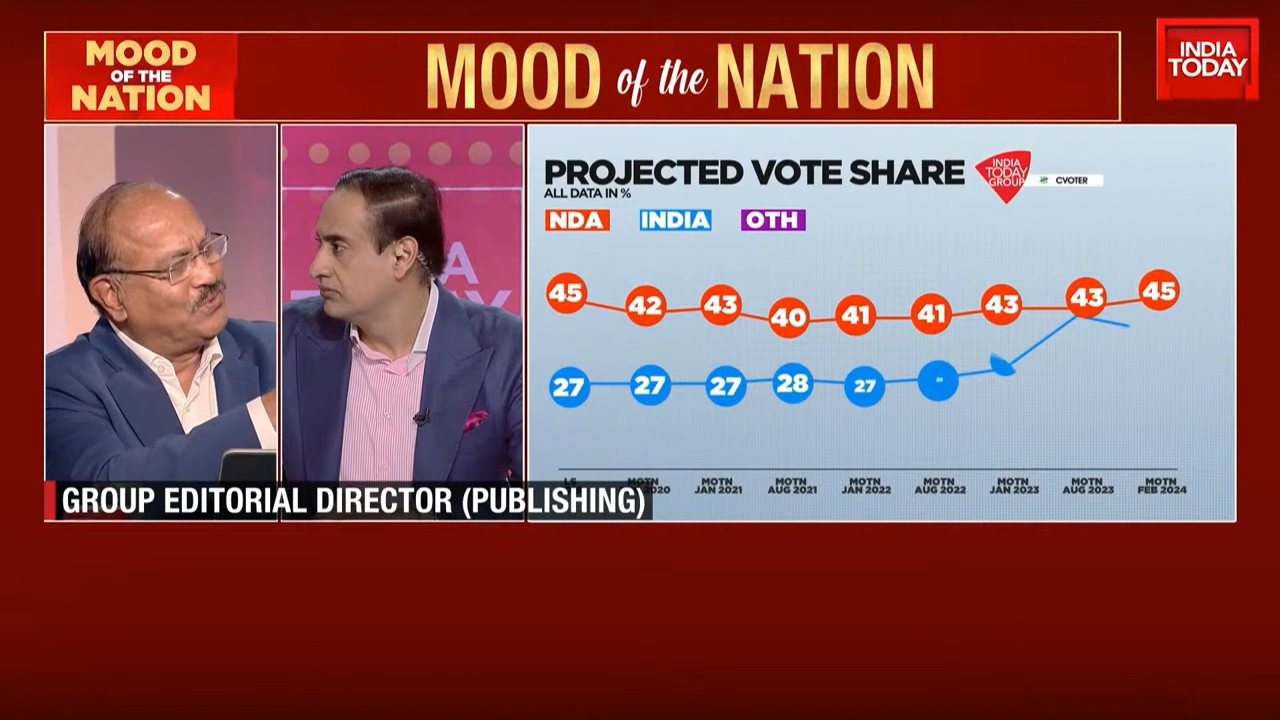 MOOD
OF THE
NATION
MOOD of the NATION
INDIA
TODAY
PROJECTED VOTE SHARE
ALL DATA IN %
INDIA
TODAY
GROUP
CVOTER
NDA INDIA OTH
45 42 43 40 41 41 43 43 45
27 27 27 28 27
A
MOTN MOTN MOTN MOTN MOTN MOTN MOTN MOTN
2020 JAN 2021 AUG 2021 JAN 2022 AUG 2022 JAN 2023 AUG 2023 FEB 2024
GROUP EDITORIAL DIRECTOR (PUBLISHING)